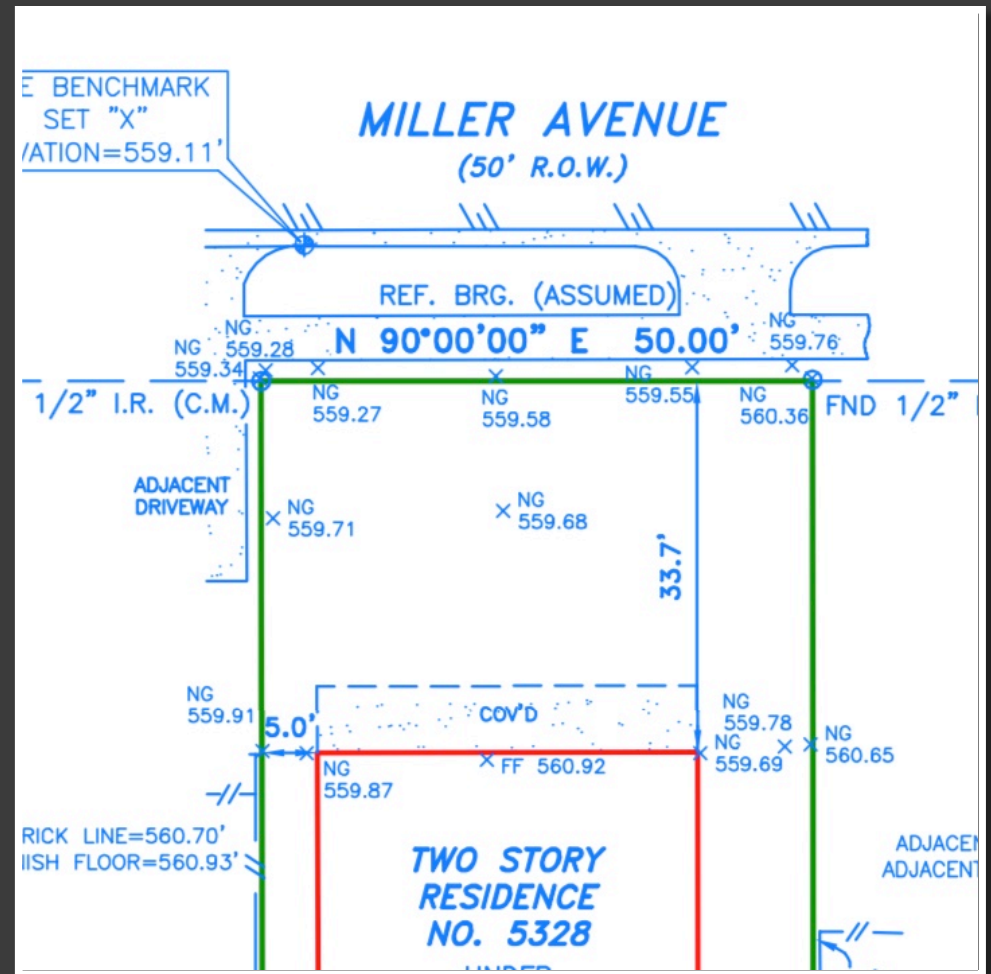 E BENCHMARK
SET "X"
VATION=559.11'
MILLER AVENUE
(50' R.O.W.)
REF. BRG. (ASSUMED)
N 90°00'00" E 50.00'
NG
559.28
NG
559.34
NG
559.76
1/2" I.R. (C.M.)
NG
559.27
NG
559.58
NG
559.55
NG
560.36
FND 1/2"
ADJACENT
DRIVEWAY
NG
559.71
NG
559.68
33.7'
NG
559.91
5.0'
COV'D
NG
559.78
NG
559.69
NG
560.65
FF 560.92
NG
559.87
RICK LINE=560.70'
ISH FLOOR=560.93'
TWO STORY
RESIDENCE
NO. 5328
UNDER
ADJACEN
ADJACENT